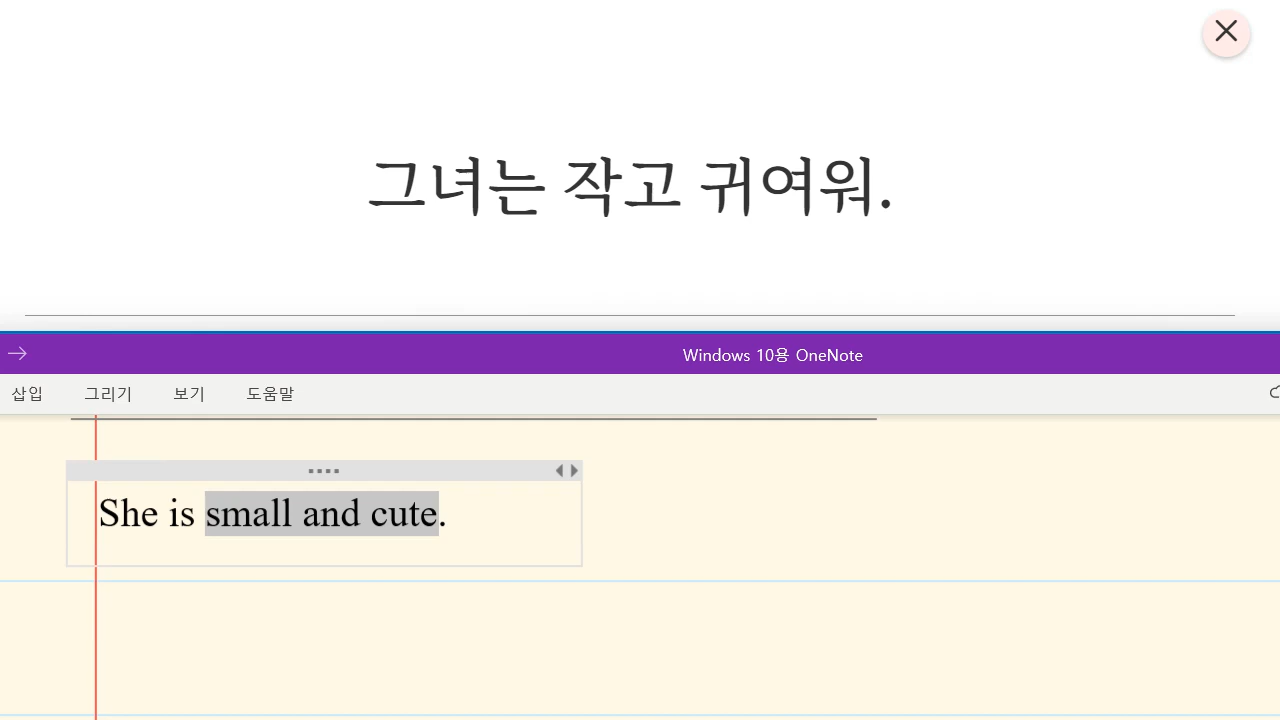 그녀는 작고 귀여워.
Windows 10용 OneNote
삽입 그리기 보기 도움말
She is small and cute.